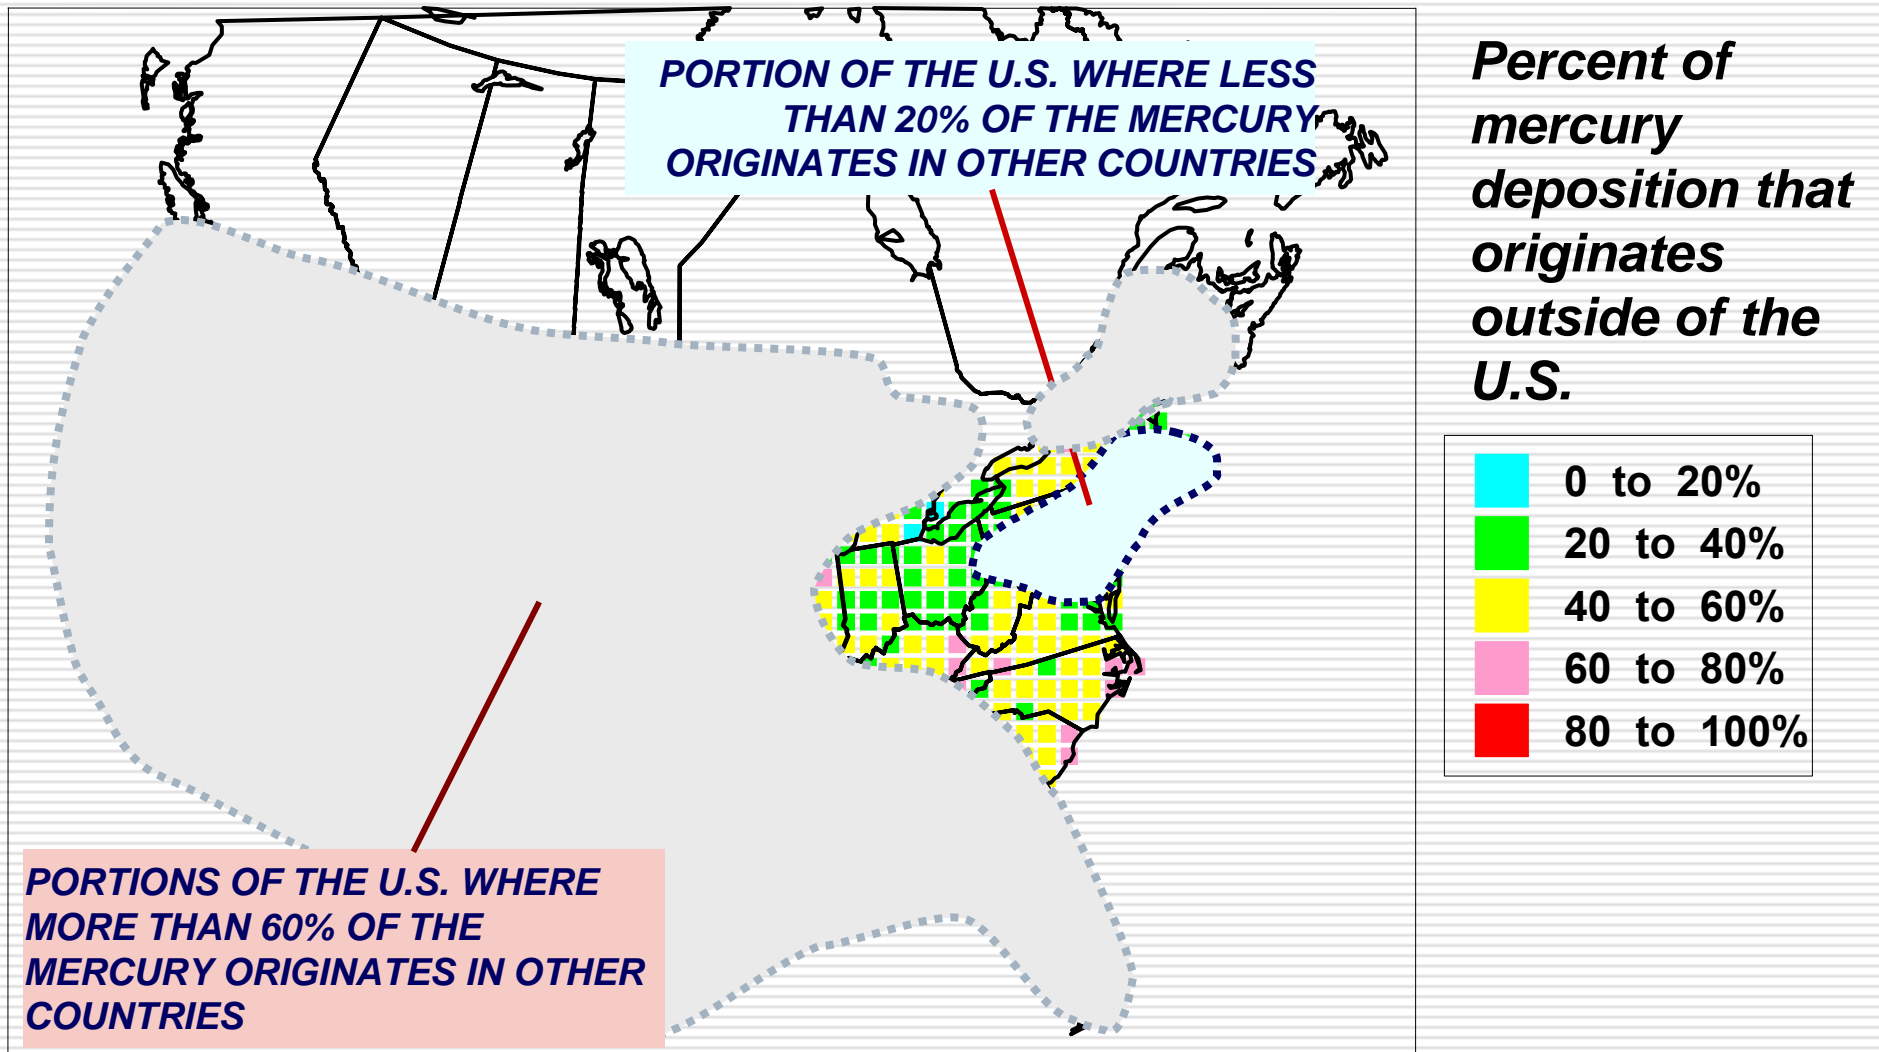 PORTION OF THE U.S. WHERE LESS
THAN 20% OF THE MERCURY
ORIGINATES IN OTHER COUNTRIES
Percent of
mercury
deposition that
originates
outside of the
U.S.
0 to 20%
20 to 40%
40 to 60%
60 to 80%
80 to 100%
PORTIONS OF THE U.S. WHERE
MORE THAN 60% OF THE
MERCURY ORIGINATES IN OTHER
COUNTRIES